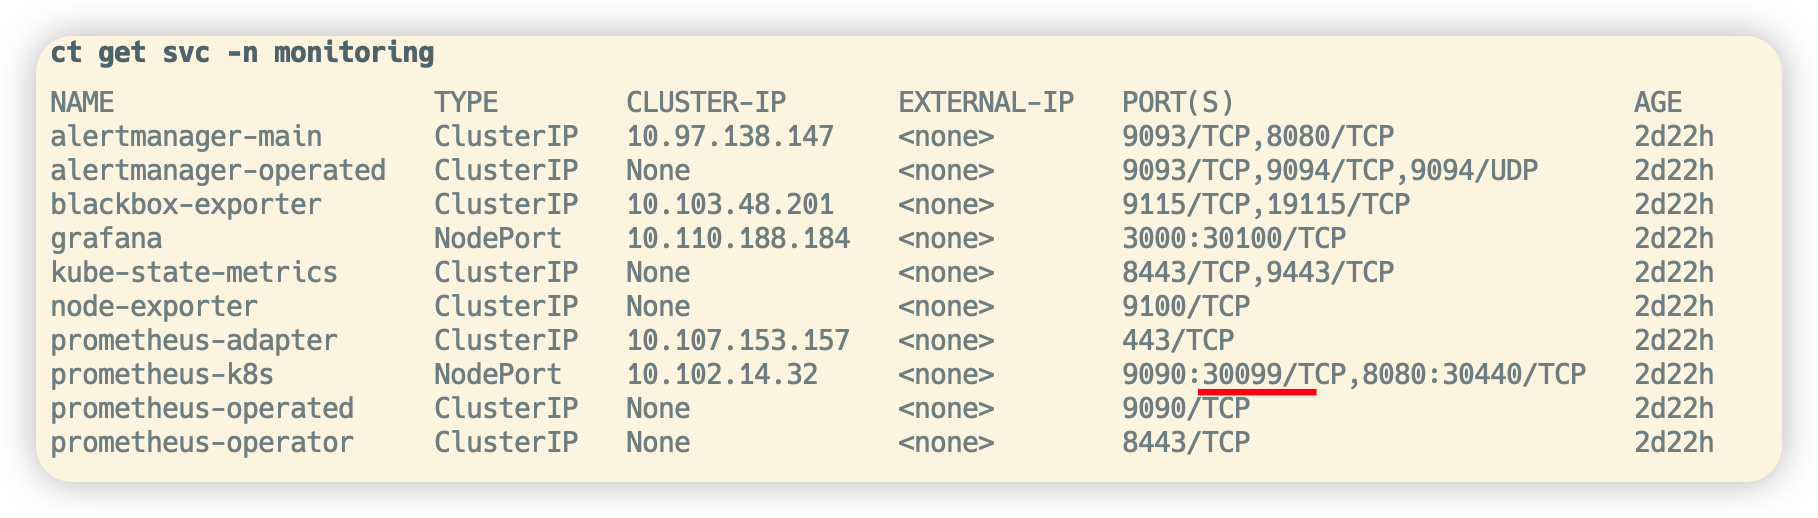 ct get svc -n monitoring
NAME TYPE CLUSTER-IP EXTERNAL-IP PORT(S) AGE
alertmanager-main ClusterIP 10.97.138.147 <none> 9093/TCP,8080/TCP 2d22h
alertmanager-operated ClusterIP None <none> 9093/TCP,9094/TCP,9094/UDP 2d22h
blackbox-exporter ClusterIP 10.103.48.201 <none> 9115/TCP,19115/TCP 2d22h
grafana NodePort 10.110.188.184 <none> 3000:30100/TCP 2d22h
kube-state-metrics ClusterIP None <none> 8443/TCP,9443/TCP 2d22h
node-exporter ClusterIP None <none> 9100/TCP 2d22h
prometheus-adapter ClusterIP 10.107.153.157 <none> 443/TCP 2d22h
prometheus-k8s NodePort 10.102.14.32 <none> 9090:30099/TCP,8080:30440/TCP 2d22h
prometheus-operated ClusterIP None <none> 9090/TCP 2d22h
prometheus-operator ClusterIP None <none> 8443/TCP 2d22h